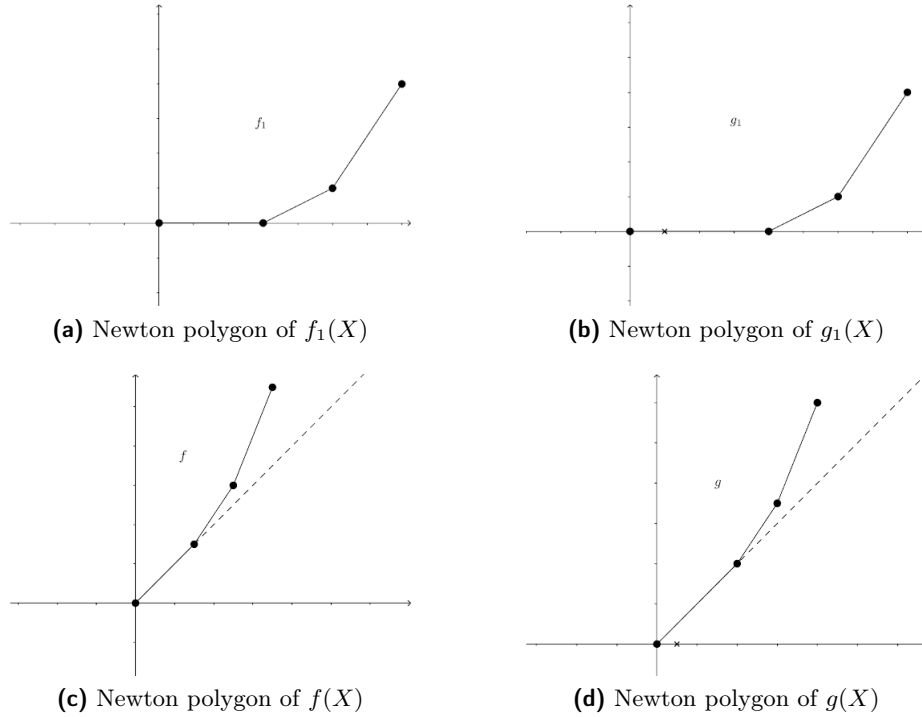 f₁
g₁
(a) Newton polygon of f₁(X)
(b) Newton polygon of g₁(X)
f
g
(c) Newton polygon of f(X)
(d) Newton polygon of g(X)